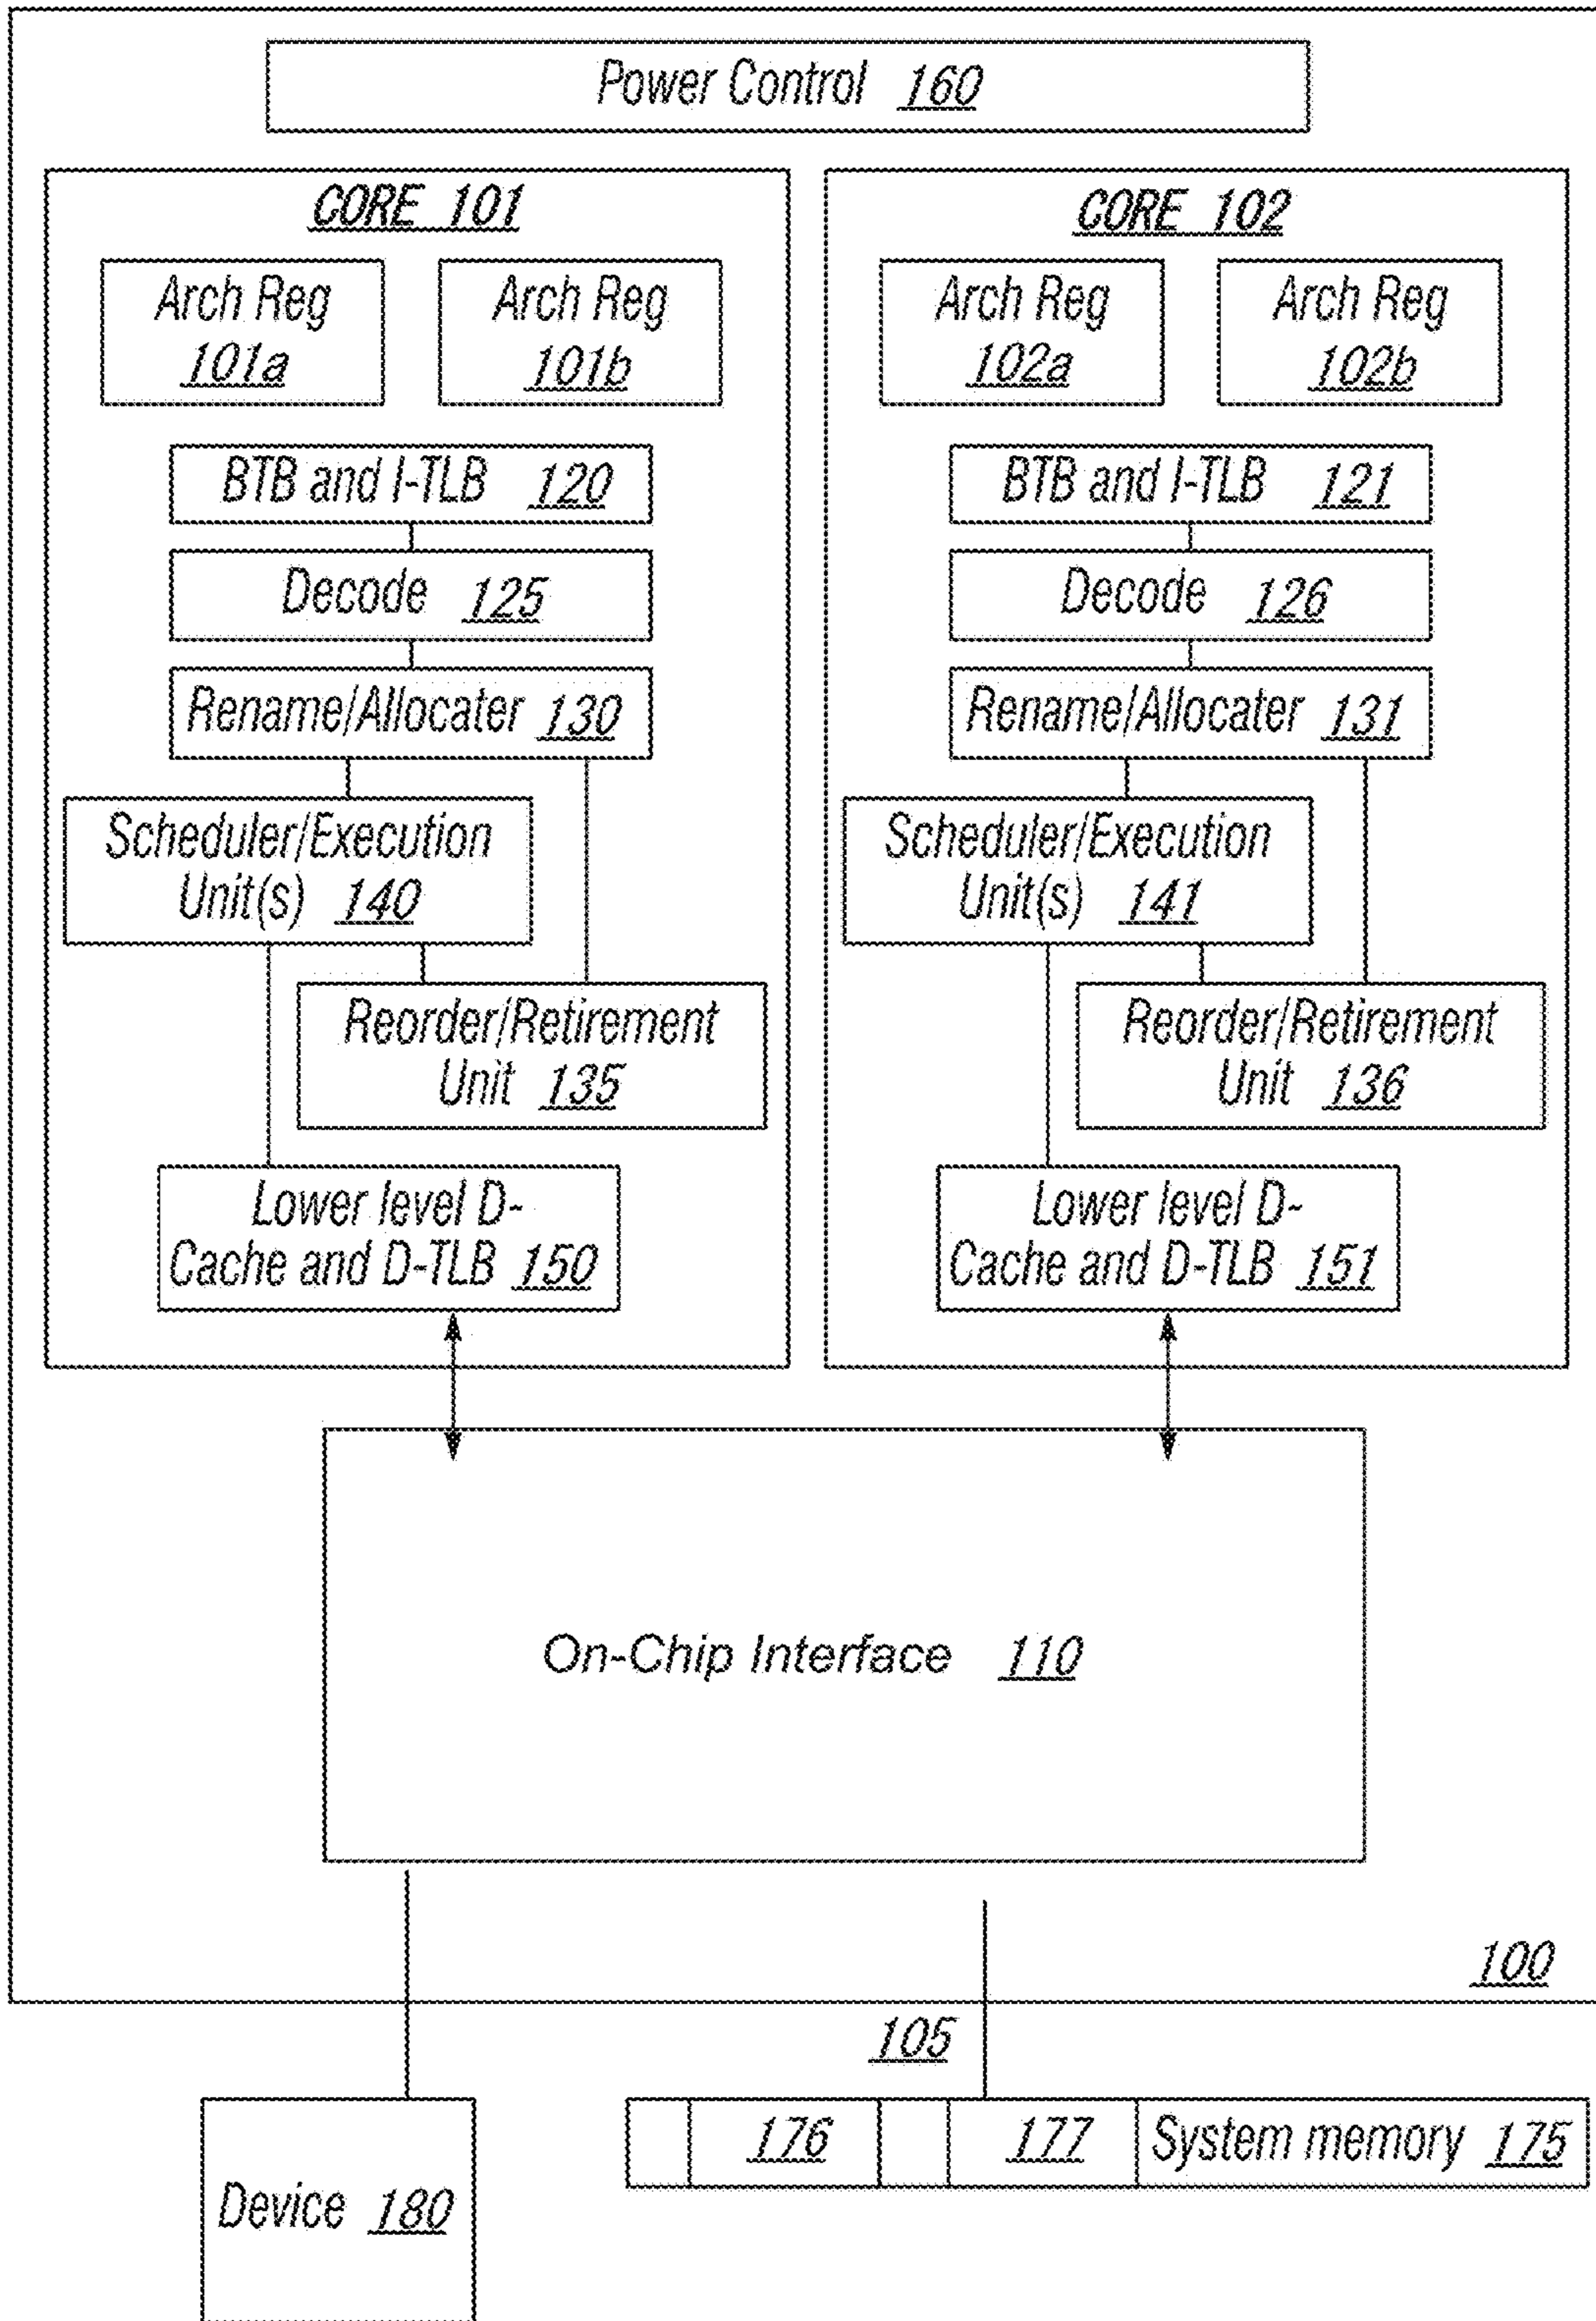 Power Control 160
CORE 101
Arch Reg
101a
Arch Reg
101b
BTB and I-TLB 120
Decode 125
Rename/Allocater 130
Scheduler/Execution
Unit(s) 140
Reorder/Retirement
Unit 135
Lower level D-
Cache and D-TLB 150
CORE 102
Arch Reg
102a
Arch Reg
102b
BTB and I-TLB 121
Decode 126
Rename/Allocater 131
Scheduler/Execution
Unit(s) 141
Reorder/Retirement
Unit 136
Lower level D-
Cache and D-TLB 151
On-Chip Interface 110
100
105
176
177
System memory 175
Device 180